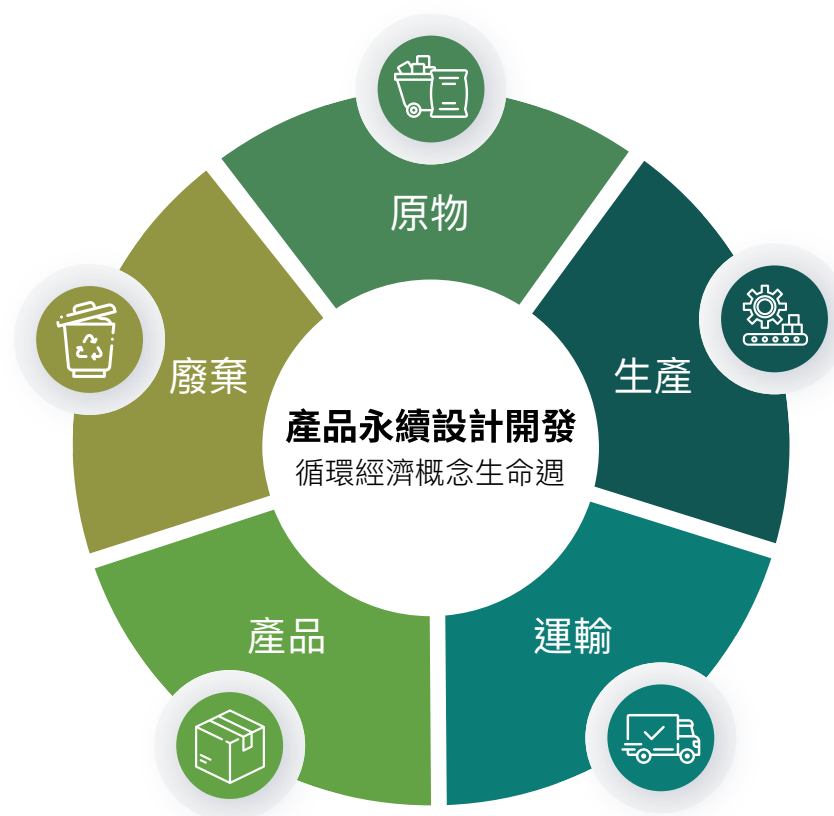 原物
生產
運輸
產品
廢棄
產品永續設計開發
循環經濟概念生命週